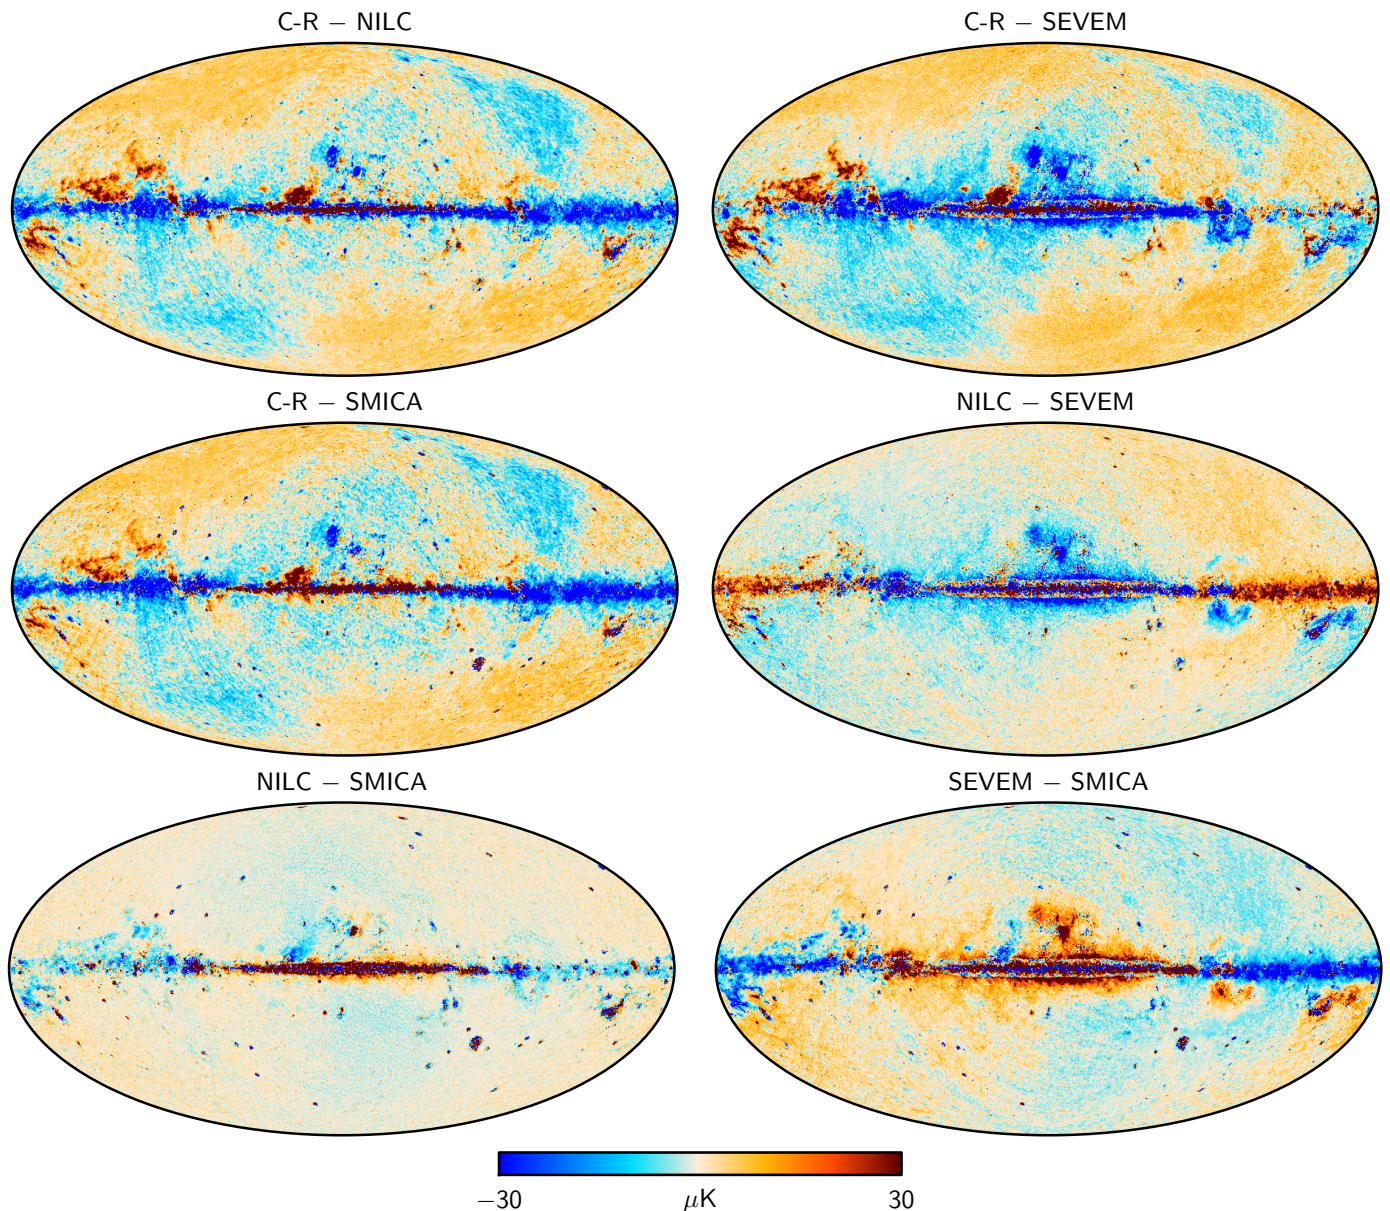 C-R − NILC
C-R − SEVEM
C-R − SMICA
NILC − SEVEM
NILC − SMICA
SEVEM − SMICA
−30 μK 30